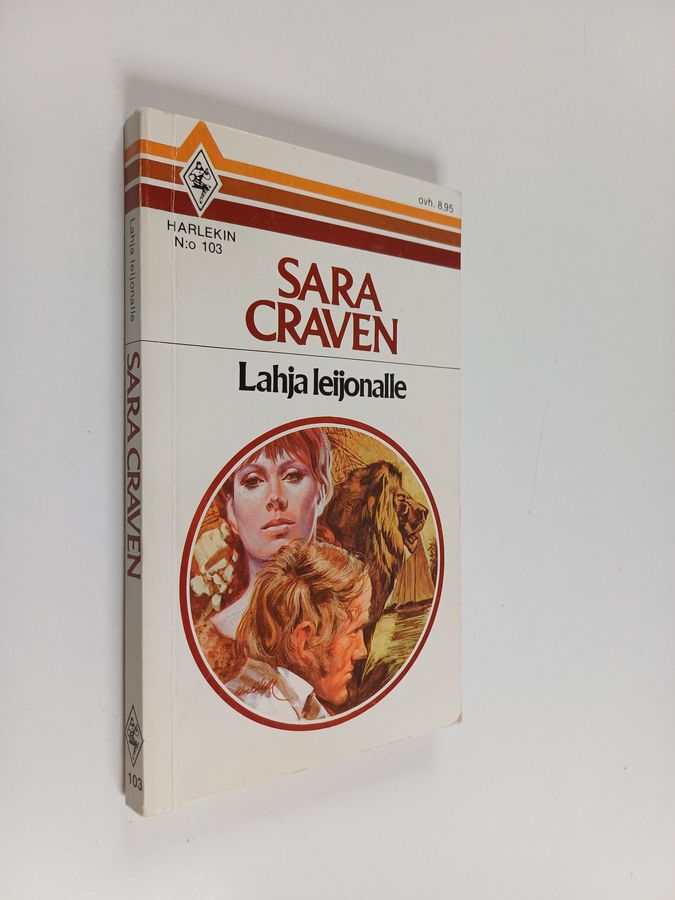 ovh. 8,95
HARLEKIN
N:o 103
SARA
CRAVEN
Lahja leijonalle
Lahja leijonalle
SARA CRAVEN
103